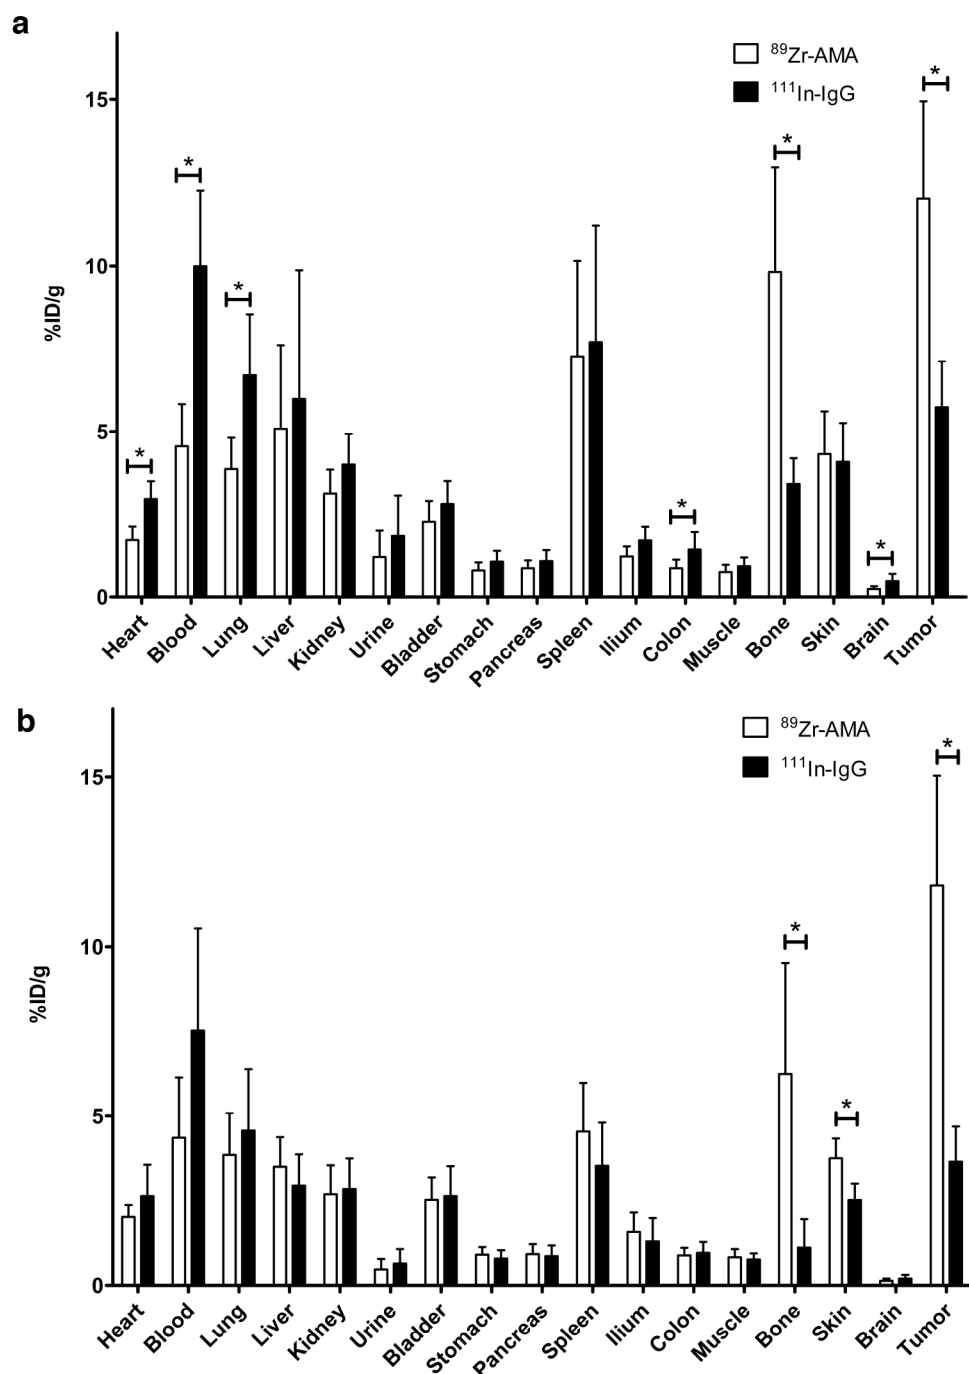 a
⁸⁹Zr-AMA
¹¹¹In-IgG
%ID/g
15
10
5
0
*
*
*
*
*
*
*
Heart
Blood
Lung
Liver
Kidney
Urine
Bladder
Stomach
Pancreas
Spleen
Ilium
Colon
Muscle
Bone
Skin
Brain
Tumor
b
⁸⁹Zr-AMA
¹¹¹In-IgG
%ID/g
15
10
5
0
*
*
*
Heart
Blood
Lung
Liver
Kidney
Urine
Bladder
Stomach
Pancreas
Spleen
Ilium
Colon
Muscle
Bone
Skin
Brain
Tumor